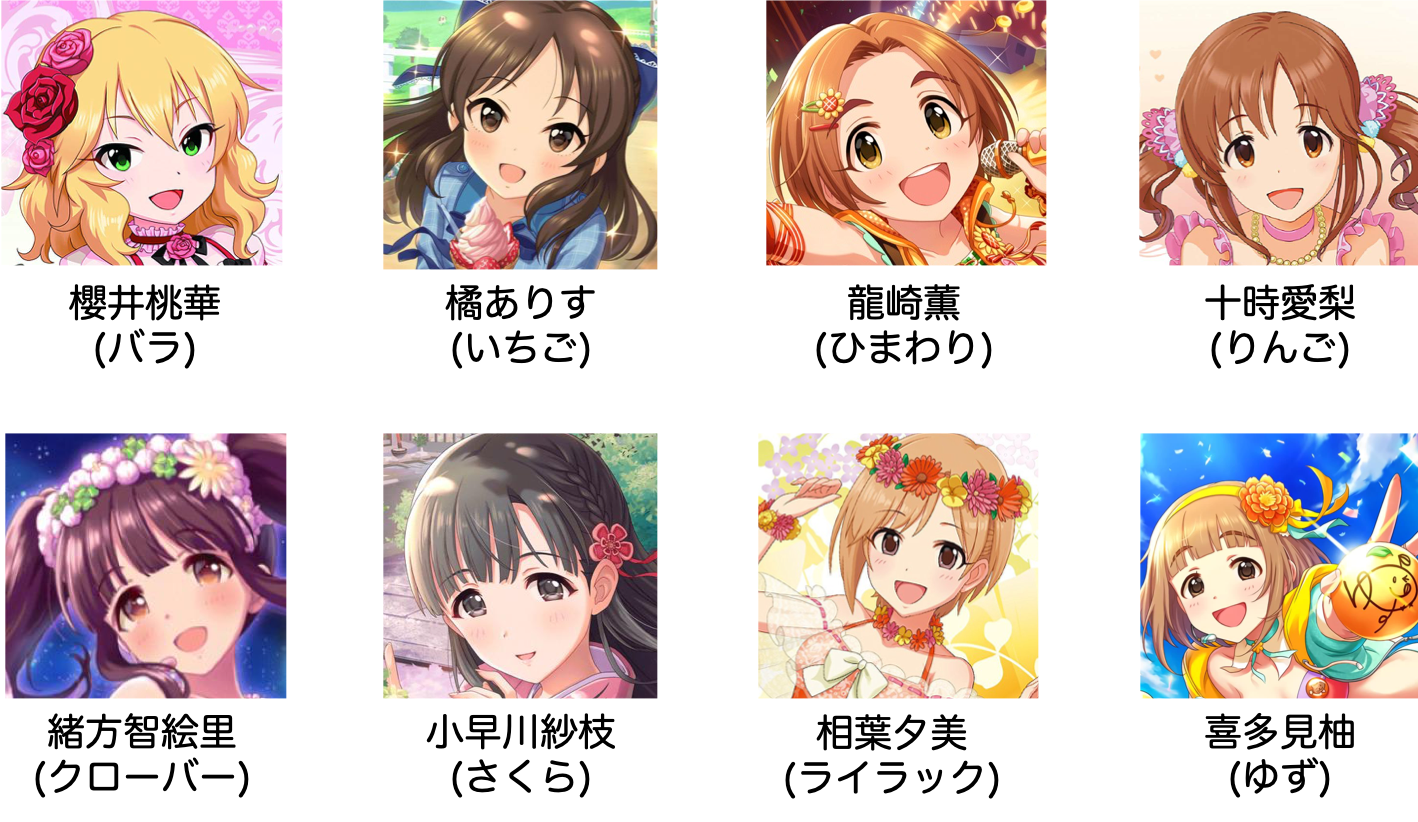 櫻井桃華
(バラ)
橘ありす
(いちご)
龍崎薫
(ひまわり)
十時愛梨
(りんご)
緒方智絵里
(クローバー)
小早川紗枝
(さくら)
相葉夕美
(ライラック)
喜多見柚
(ゆず)